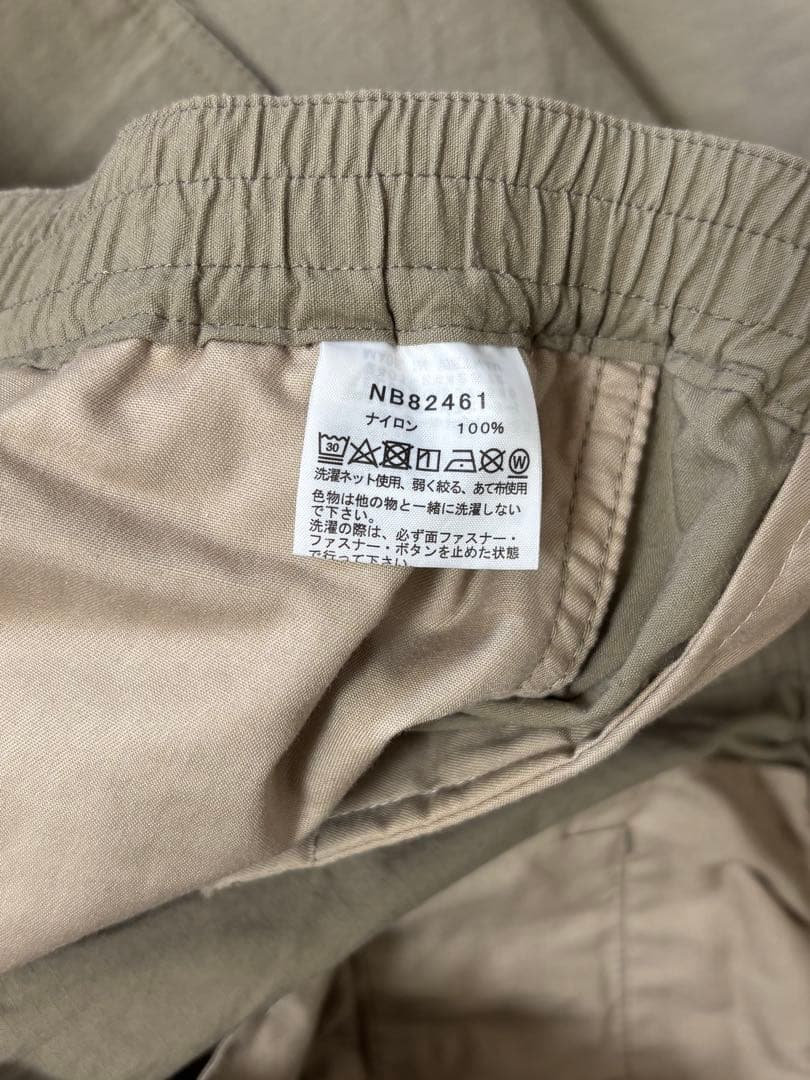 NB82461
ナイロン 100%
30
W
洗濯ネット使用、弱く絞る、あて布使用
色物は他の物と一緒に洗濯しない
で下さい。
洗濯の際は、必ず面ファスナー・
ファスナー・ボタンを止めた状態
で行って下さい。